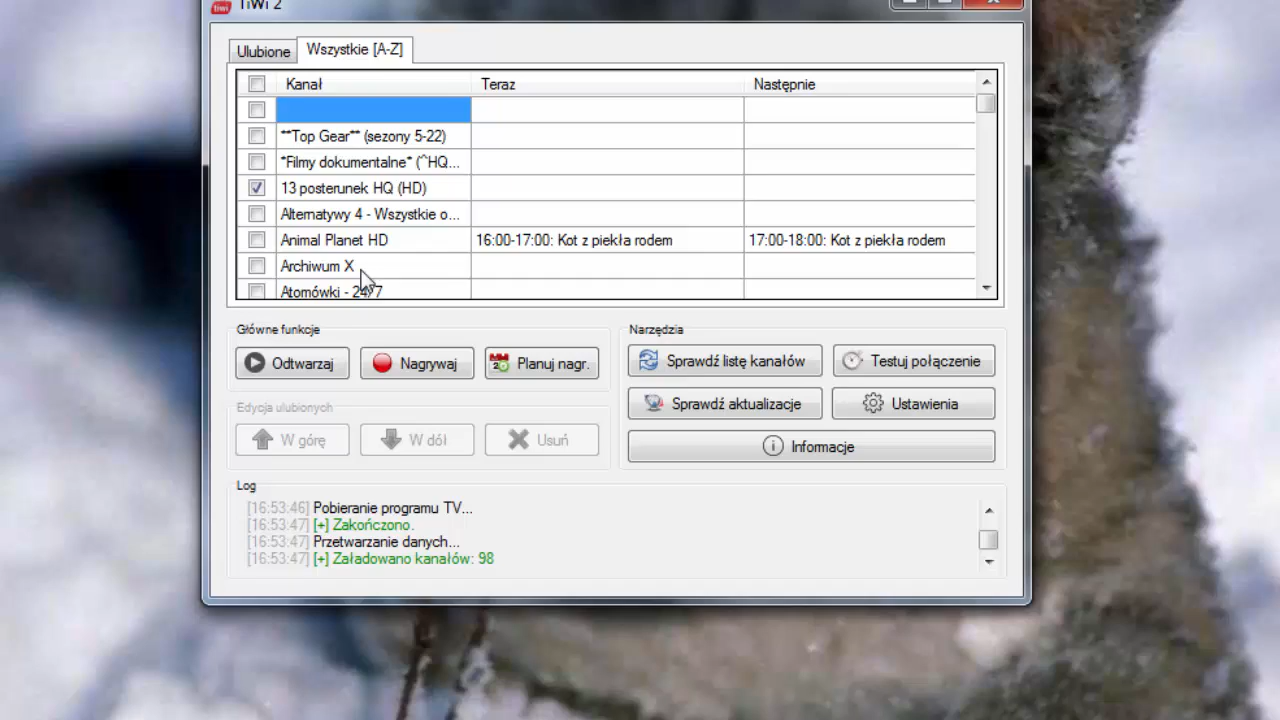 tiwi TiWi 2
Ulubione Wszystkie [A-Z]
Kanał Teraz Następnie
**Top Gear** (sezony 5-22)
*Filmy dokumentalne* (^HQ...
13 posterunek HQ (HD)
Alternatywy 4 - Wszystkie o...
Animal Planet HD 16:00-17:00: Kot z piekła rodem 17:00-18:00: Kot z piekła rodem
Archiwum X
Atomówki - 24/7
Główne funkcje
Odtwarzaj Nagrywaj Planuj nagr.
Edycja ulubionych
W górę W dół Usuń
Narzędzia
Sprawdź listę kanałów Testuj połączenie
Sprawdź aktualizacje Ustawienia
Informacje
Log
[16:53:46] Pobieranie programu TV...
[16:53:47] [+] Zakończono.
[16:53:47] Przetwarzanie danych...
[16:53:47] [+] Załadowano kanałów: 98